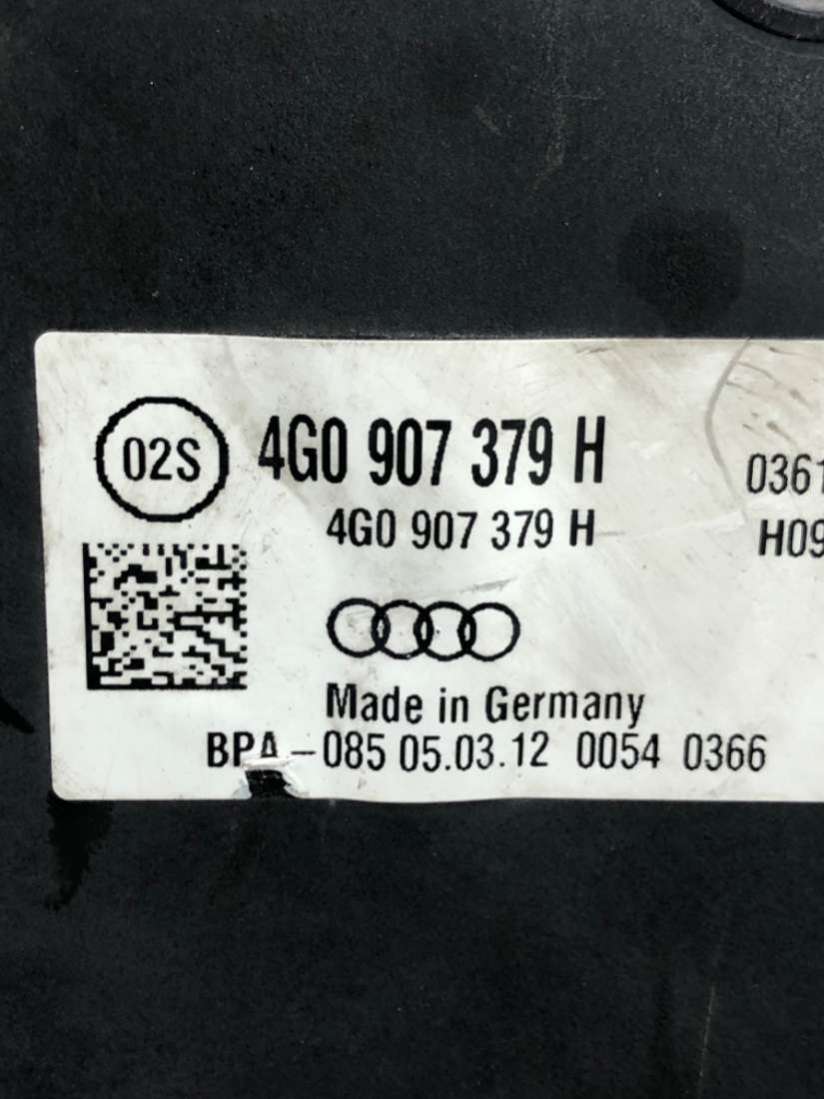 02S 4G0 907 379 H 0361
4G0 907 379 H H09
Made in Germany
BPA-085 05.03.12 0054 0366